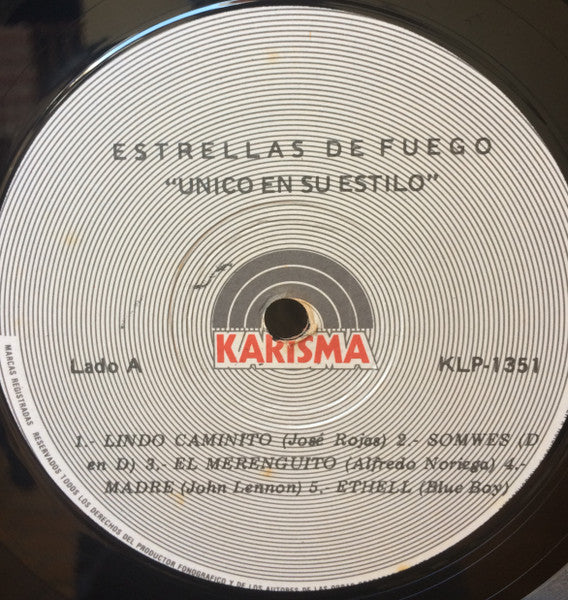 ESTRELLAS DE FUEGO
"UNICO EN SU ESTILO"
KARISMA
Lado A
KLP-1351
1.- LINDO CAMINITO (José Rojas) 2.- SOMWES (D
en D) 3.- EL MERENGUITO (Alfredo Noriega) 4.-
MADRE (John Lennon) 5.- ETHELL (Blue Boy)
MARCAS REGISTRADAS RESERVADOS TODOS LOS DERECHOS DEL PRODUCTOR FONOGRAFICO Y DE LOS AUTORES DE LAS OBRAS